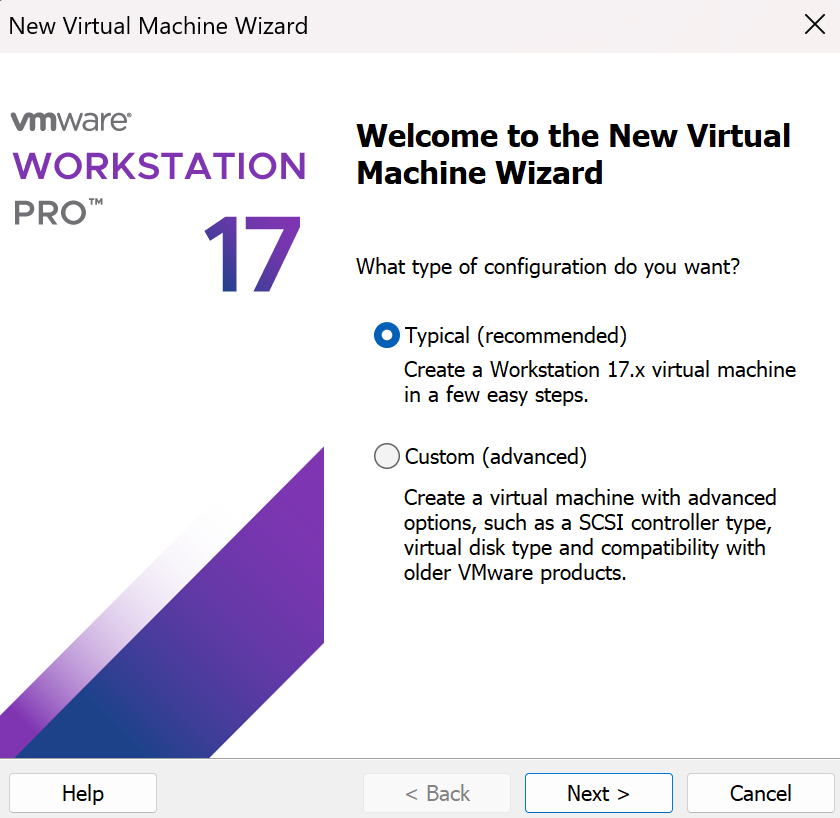 New Virtual Machine Wizard
vmware®
WORKSTATION
PRO™
17
Welcome to the New Virtual
Machine Wizard
What type of configuration do you want?
Typical (recommended)
Create a Workstation 17.x virtual machine
in a few easy steps.
Custom (advanced)
Create a virtual machine with advanced
options, such as a SCSI controller type,
virtual disk type and compatibility with
older VMware products.
Help
< Back
Next >
Cancel